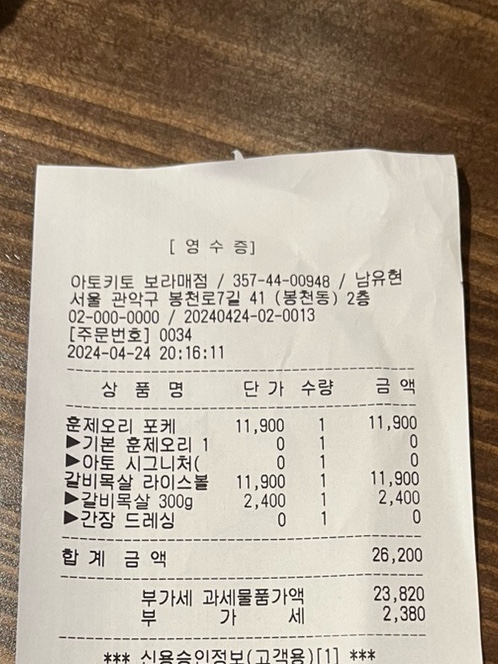 [ 영 수 증]
아토키토 보라매점 / 357-44-00948 / 남유현
서울 관악구 봉천로7길 41 (봉천동) 2층
02-000-0000 / 20240424-02-0013
[주문번호] 0034
2024-04-24 20:16:11
상 품 명 단 가 수량 금 액
훈제오리 포케 11,900 1 11,900
▶기본 훈제오리 1 0 1 0
▶아토 시그니처( 0 1 0
갈비목살 라이스볼 11,900 1 11,900
▶갈비목살 300g 2,400 1 2,400
▶간장 드레싱 0 1 0
합 계 금 액 26,200
부가세 과세물품가액 23,820
부 가 세 2,380
*** 신용승인정보(고객용)[1] ***